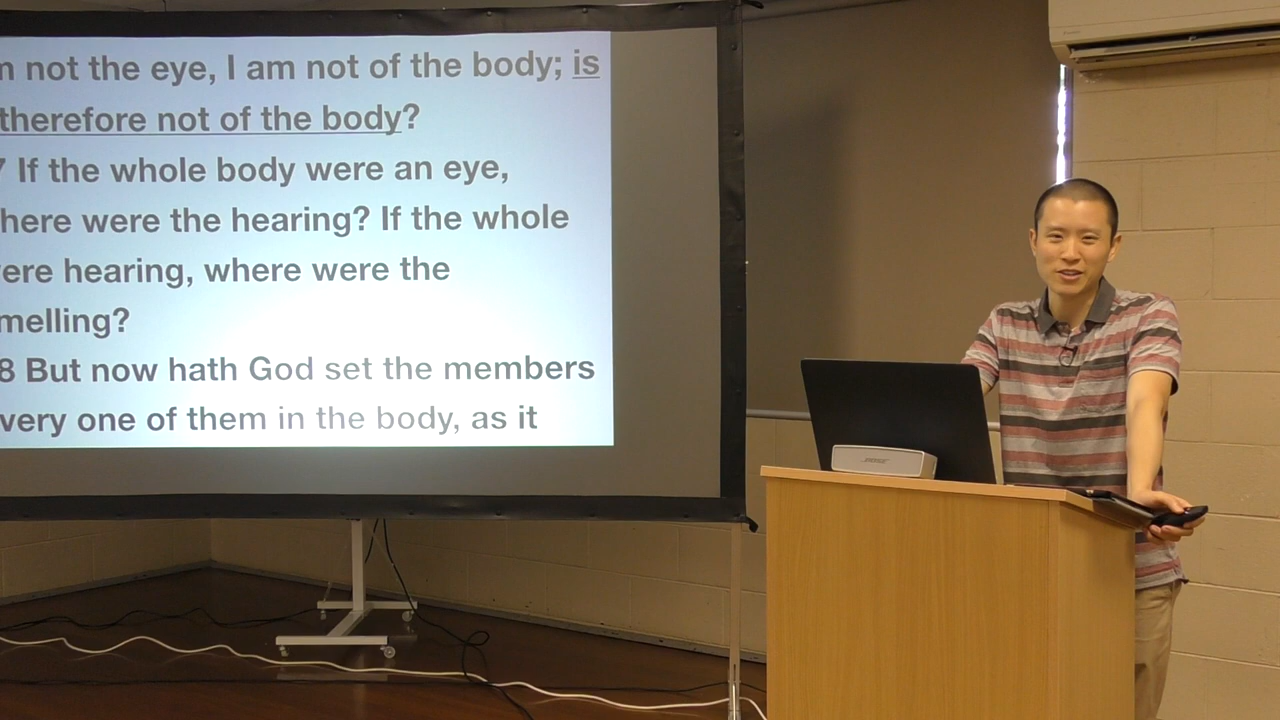 not the eye, I am not of the body; is
therefore not of the body?
If the whole body were an eye,
here were the hearing? If the whole
ere hearing, where were the
melling?
8 But now hath God set the members
very one of them in the body, as it
BOSE